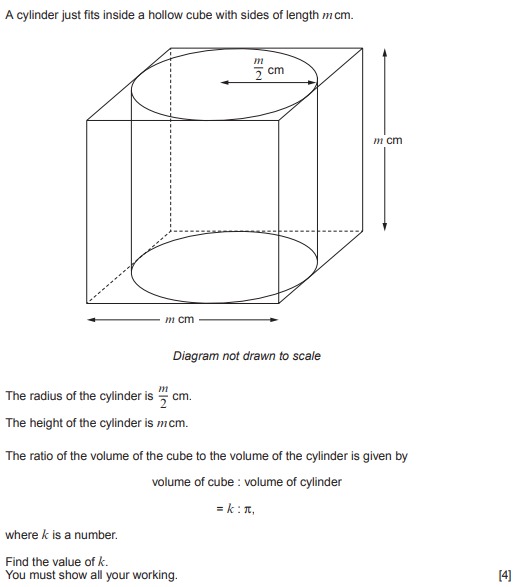 A cylinder just fits inside a hollow cube with sides of length m cm.
m/2 cm
m cm
m cm
Diagram not drawn to scale
The radius of the cylinder is m/2 cm.
The height of the cylinder is m cm.
The ratio of the volume of the cube to the volume of the cylinder is given by
volume of cube : volume of cylinder
= k : π,
where k is a number.
Find the value of k.
You must show all your working. [4]